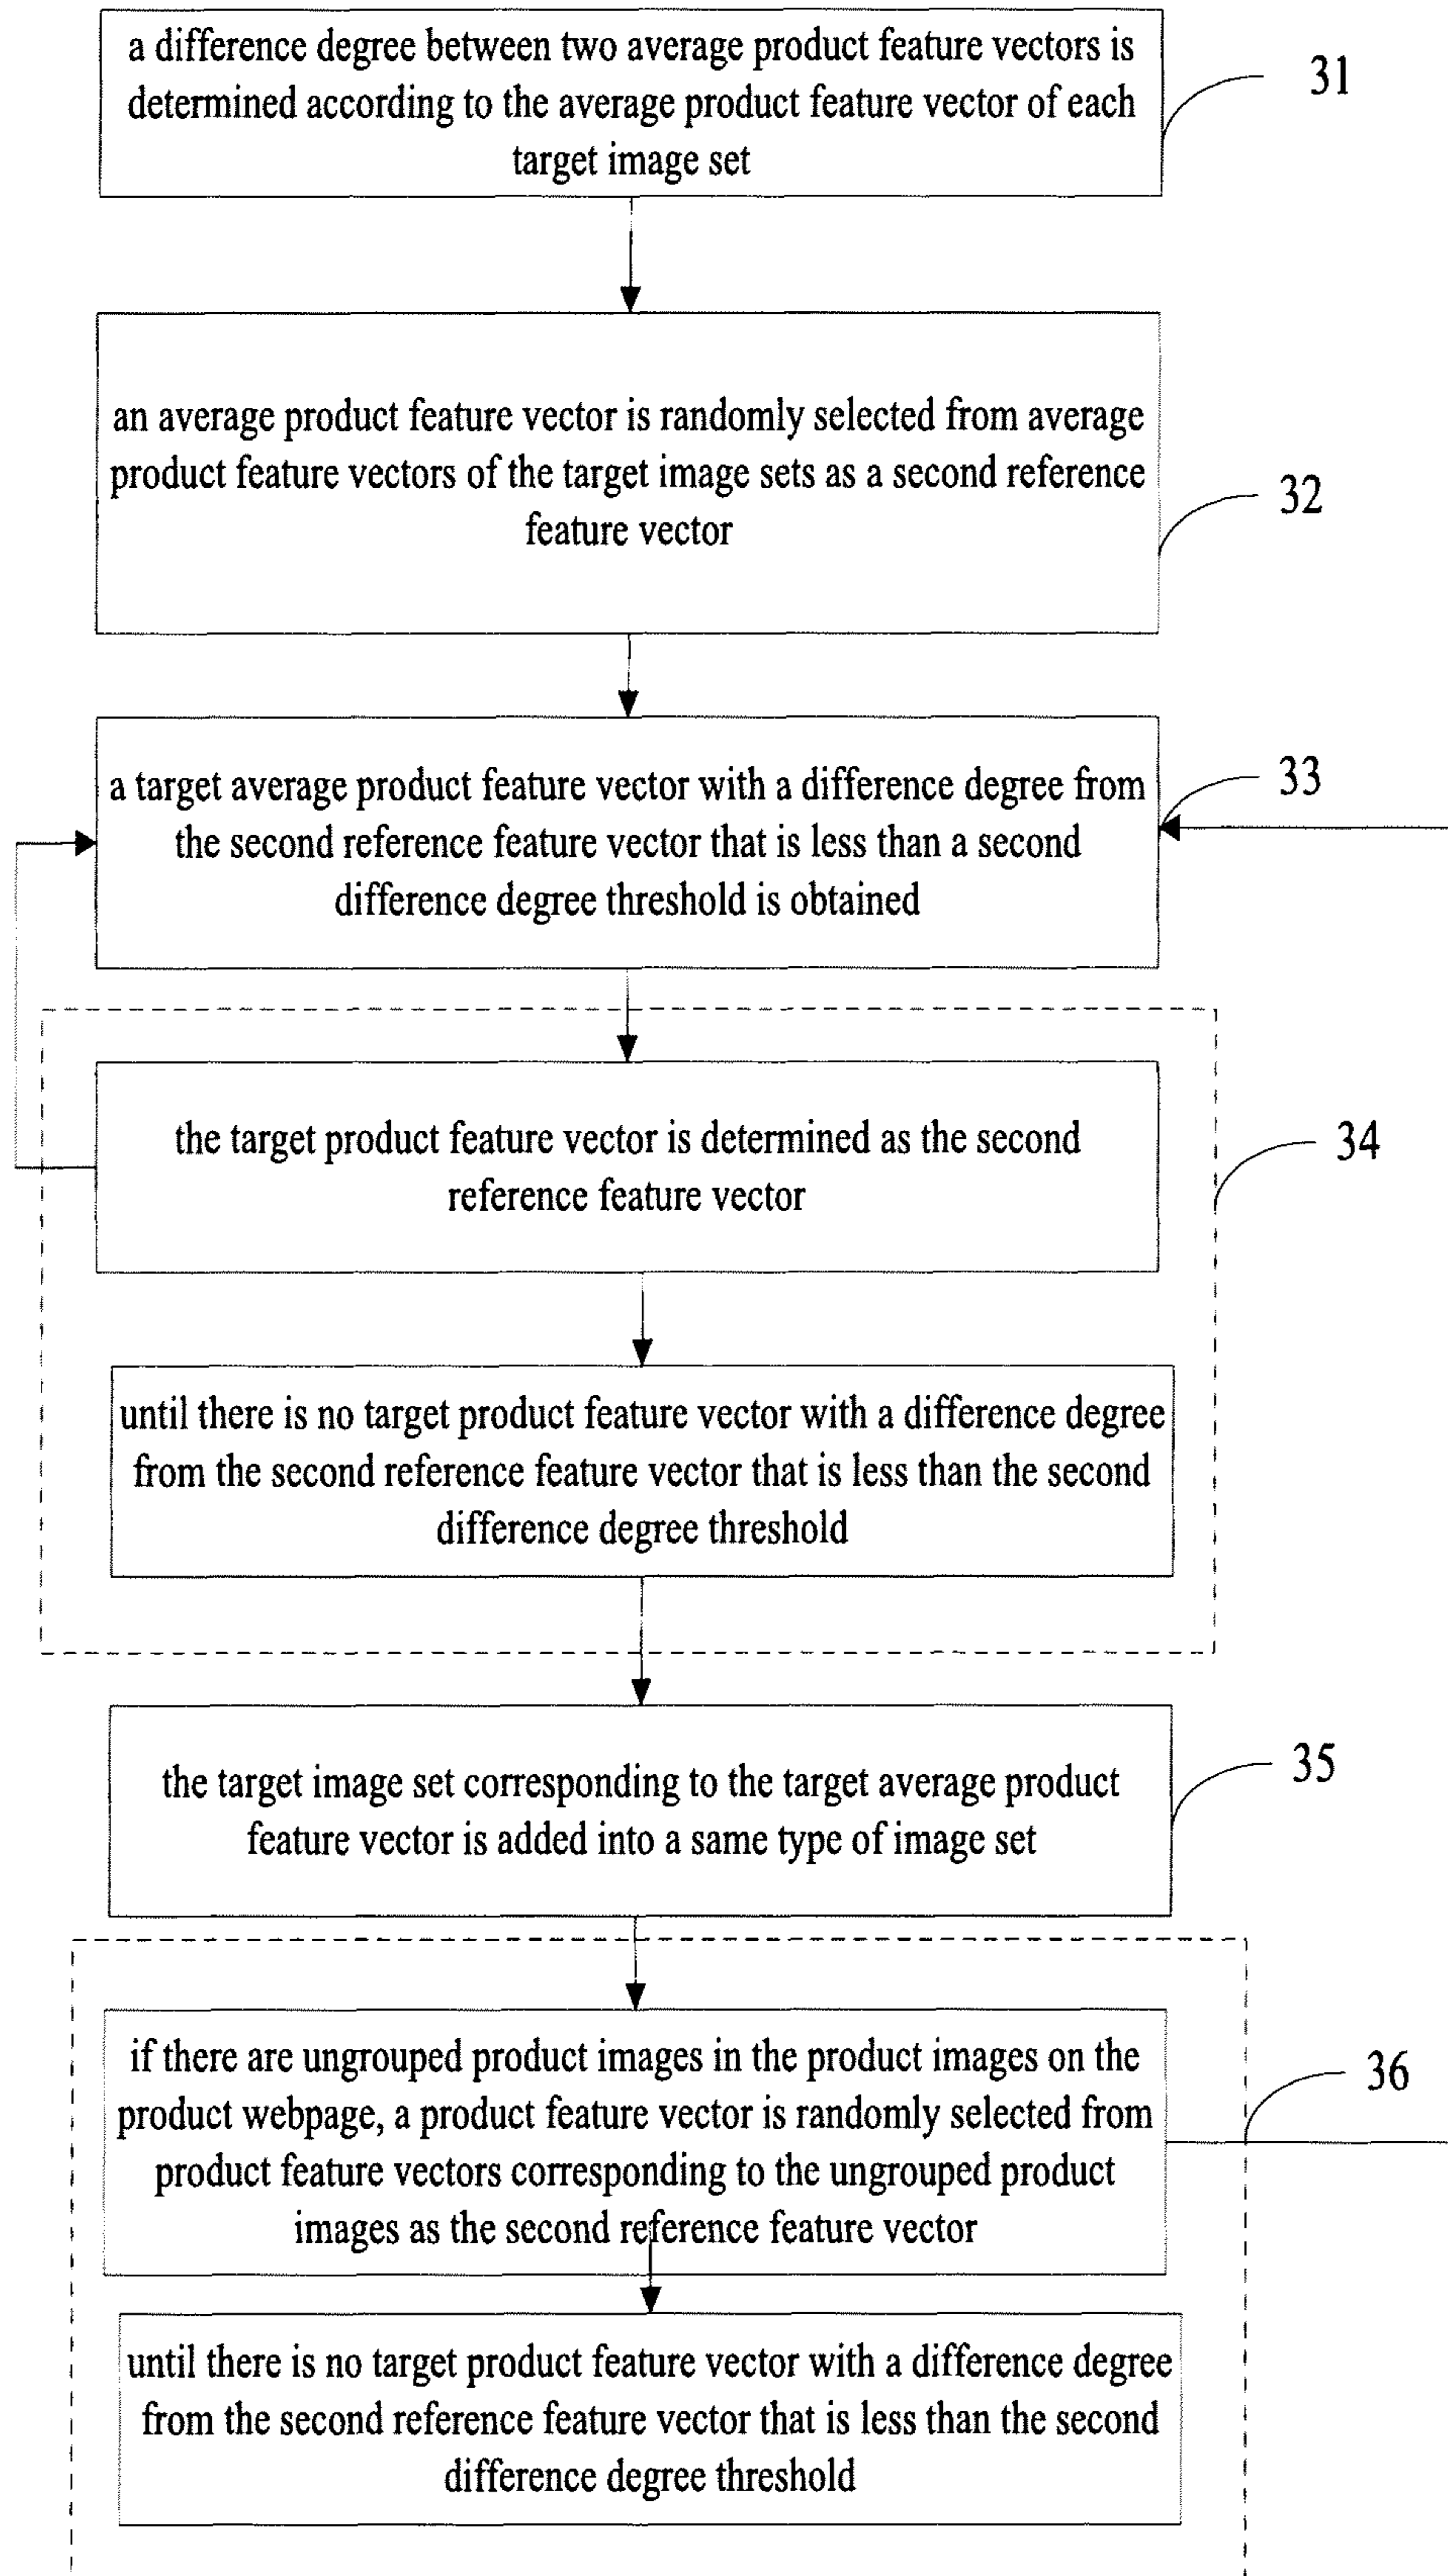 a difference degree between two average product feature vectors is
determined according to the average product feature vector of each
target image set
31
an average product feature vector is randomly selected from average
product feature vectors of the target image sets as a second reference
feature vector
32
a target average product feature vector with a difference degree from
the second reference feature vector that is less than a second
difference degree threshold is obtained
33
the target product feature vector is determined as the second
reference feature vector
34
until there is no target product feature vector with a difference degree
from the second reference feature vector that is less than the second
difference degree threshold
the target image set corresponding to the target average product
feature vector is added into a same type of image set
35
if there are ungrouped product images in the product images on the
product webpage, a product feature vector is randomly selected from
product feature vectors corresponding to the ungrouped product
images as the second reference feature vector
36
until there is no target product feature vector with a difference degree
from the second reference feature vector that is less than the second
difference degree threshold